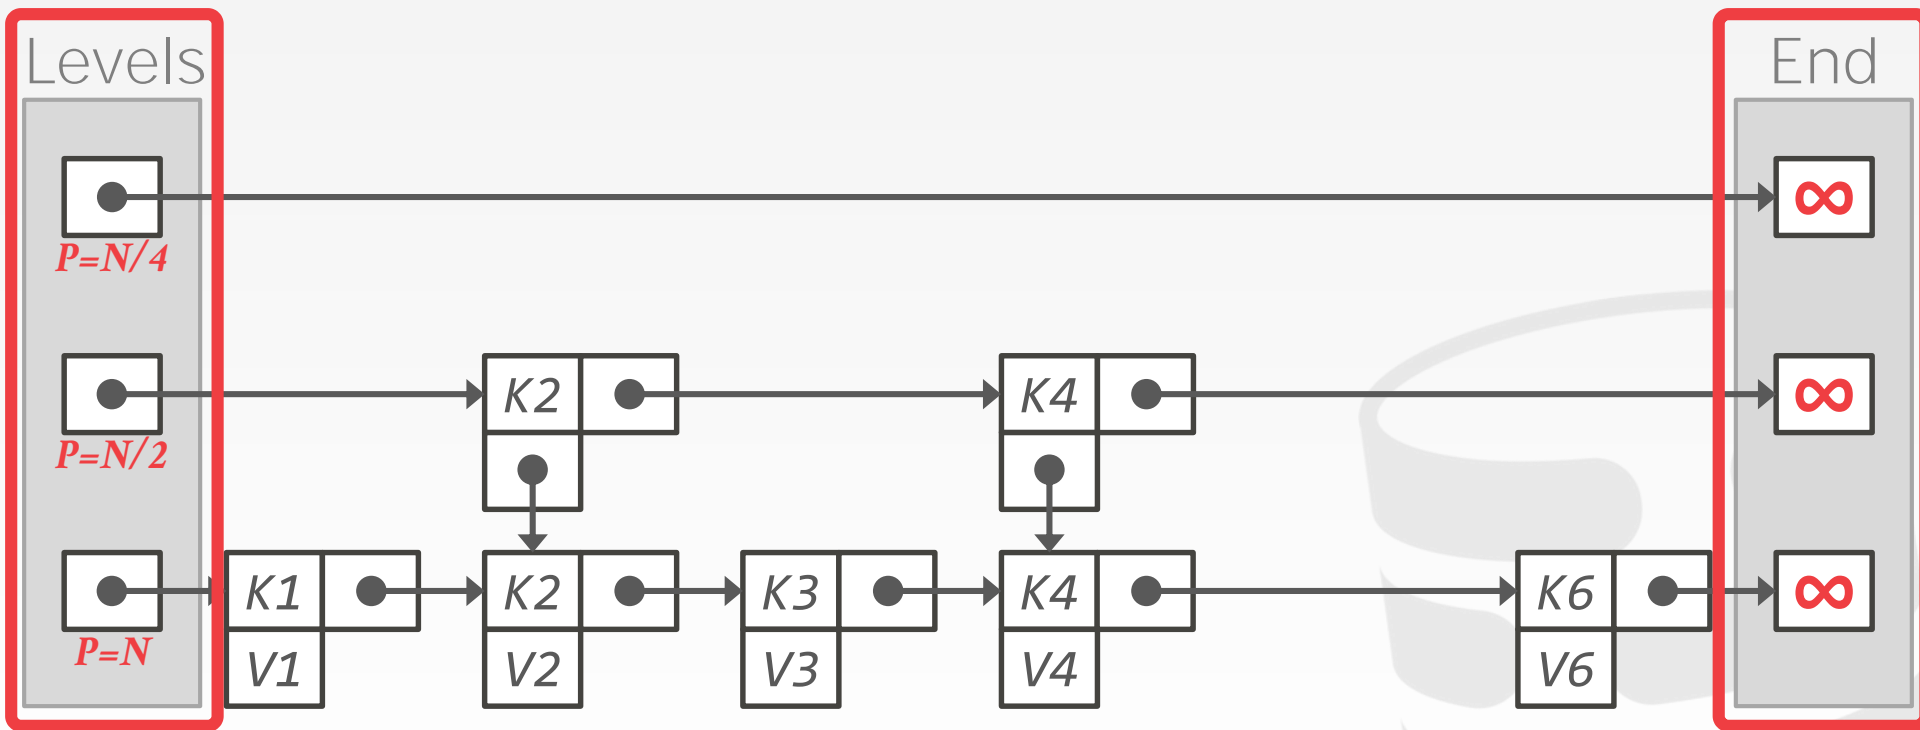 Levels
End
∞
P=N/4
K2
K4
∞
P=N/2
K1
K2
K3
K4
K6
∞
P=N
V1
V2
V3
V4
V6